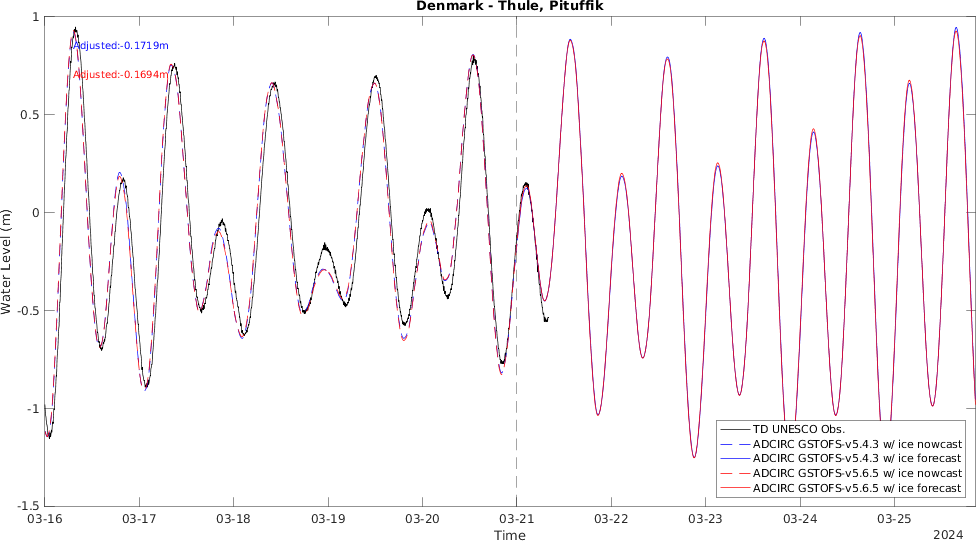 Denmark - Thule, Pituffik
Adjusted:-0.1719m
Adjusted:-0.1694m
Water Level (m)
1
0.5
0
-0.5
-1
-1.5
TD UNESCO Obs.
ADCIRC GSTOFS-v5.4.3 w/ ice nowcast
ADCIRC GSTOFS-v5.4.3 w/ ice forecast
ADCIRC GSTOFS-v5.6.5 w/ ice nowcast
ADCIRC GSTOFS-v5.6.5 w/ ice forecast
03-16 03-17 03-18 03-19 03-20 03-21 03-22 03-23 03-24 03-25
Time
2024